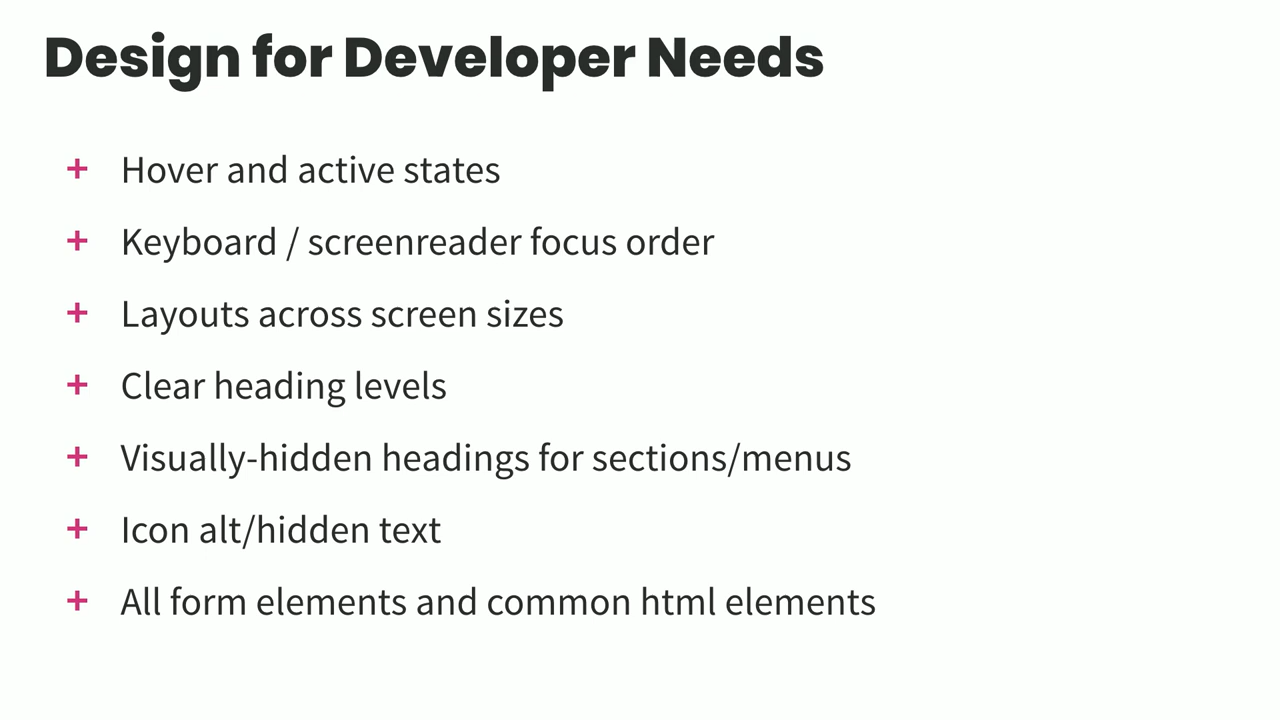 Design for Developer Needs
+ Hover and active states
+ Keyboard / screenreader focus order
+ Layouts across screen sizes
+ Clear heading levels
+ Visually-hidden headings for sections/menus
+ Icon alt/hidden text
+ All form elements and common html elements